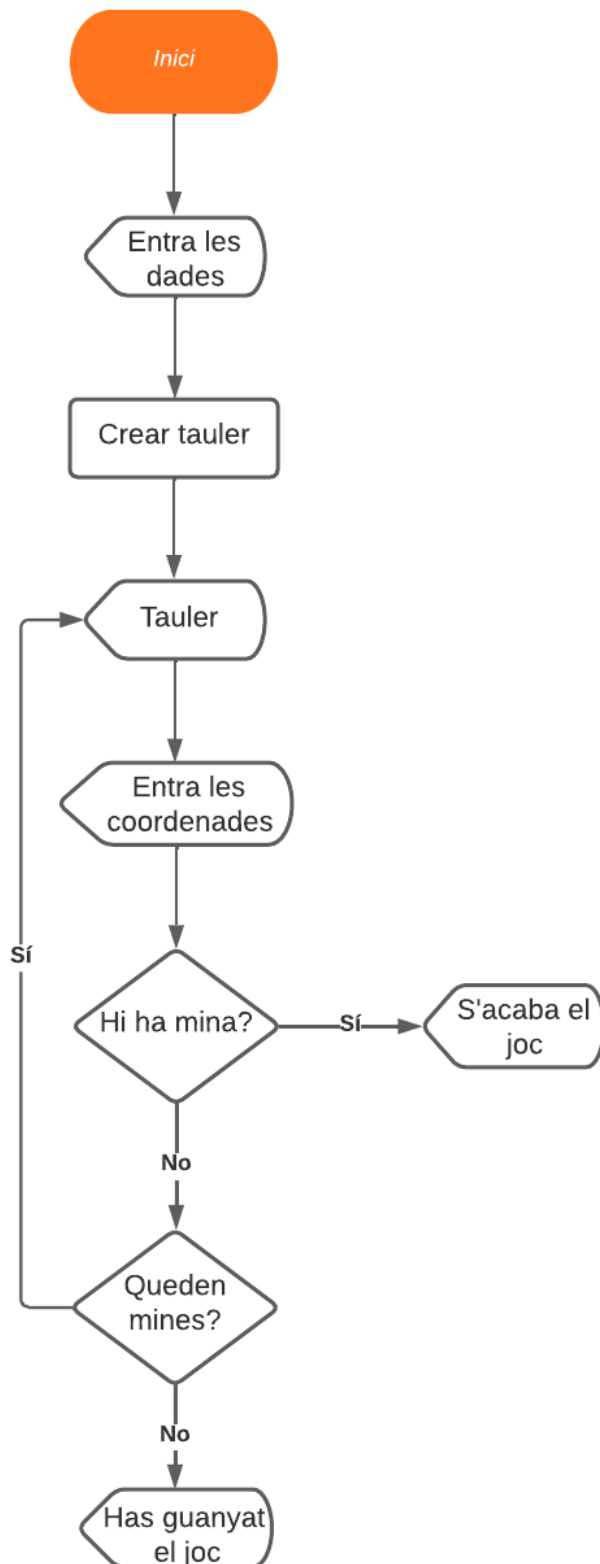 Inici
Entra les
dades
Crear tauler
Tauler
Entra les
coordenades
Sí
Hi ha mina?
Sí
S'acaba el
joc
No
Queden
mines?
No
Has guanyat
el joc